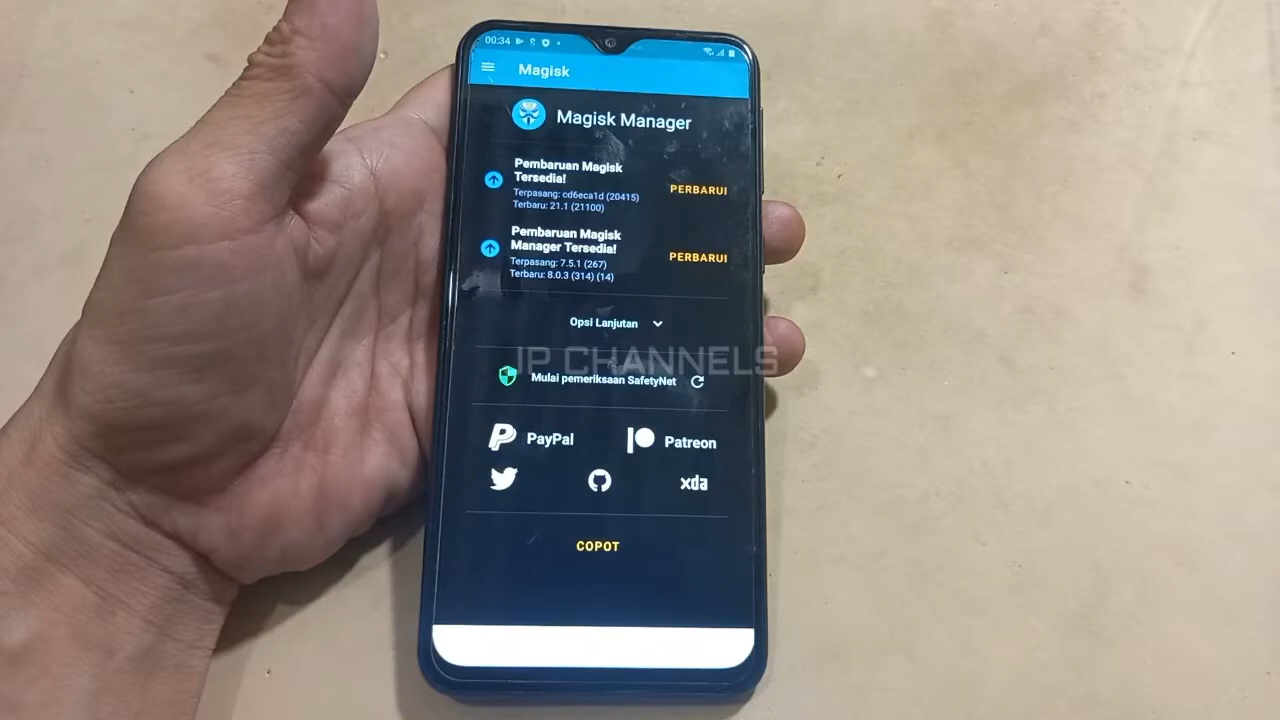 00:34
Magisk
Magisk Manager
Pembaruan Magisk
Tersedia!
PERBARUI
Terpasang: cd6eca1d (20415)
Terbaru: 21.1 (21100)
Pembaruan Magisk
Manager Tersedia!
PERBARUI
Terpasang: 7.5.1 (267)
Terbaru: 8.0.3 (314) (14)
Opsi Lanjutan
JP CHANNELS
Mulai pemeriksaan SafetyNet
PayPal
Patreon
xda
COPOT